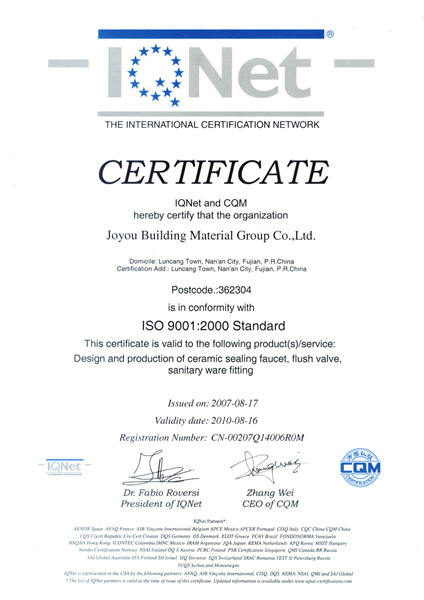 IQNet ®
THE INTERNATIONAL CERTIFICATION NETWORK
CERTIFICATE
IQNet and CQM
hereby certify that the organization
Joyou Building Material Group Co.,Ltd.
Domicile: Luncang Town, Nan'an City, Fujian, P.R.China
Certification Add.: Luncang Town, Nan'an City, Fujian, P.R.China
Postcode.:362304
is in conformity with
ISO 9001:2000 Standard
This certificate is valid to the following product(s)/service:
Design and production of ceramic sealing faucet, flush valve,
sanitary ware fitting
Issued on: 2007-08-17
Validity date: 2010-08-16
Registration Number: CN-00207Q14006R0M
IQNet
CQM
CERTIFICATION
Dr. Fabio Roversi
President of IQNet
Zhang Wei
CEO of CQM
IQNet Partners*:
AENOR Spain AFAQ France AIB-Vinçotte International Belgium APCE Mexico APCER Portugal CISQ Italy CQC China CQM China
CQS Czech Republic Cro Cert Croatia DQS Germany DS Denmark ELOT Greece FCAV Brazil FONDONORMA Venezuela
HKQAA Hong Kong ICONTEC Colombia IMNC Mexico IRAM Argentina JQA Japan KEMA Netherlands KFQ Korea MSZT Hungary
Nemko Certification Norway NSAI Ireland ÖQS Austria PCBC Poland PSB Certification Singapore QMI Canada RR Russia
SAI Global Australia SFS Finland SII Israel SIQ Slovenia SQS Switzerland SRAC Romania TEST St Petersburg Russia
FUQS Serbia and Montenegro
IQNet is represented in the USA by the following partners: AFAQ, AIB-Vinçotte International, CISQ, DQS, KEMA, NSAI, QMI and SAI Global
* The list of IQNet partners is valid at the time of issue of this certificate. Updated information is available under www.iqnet-certification.com